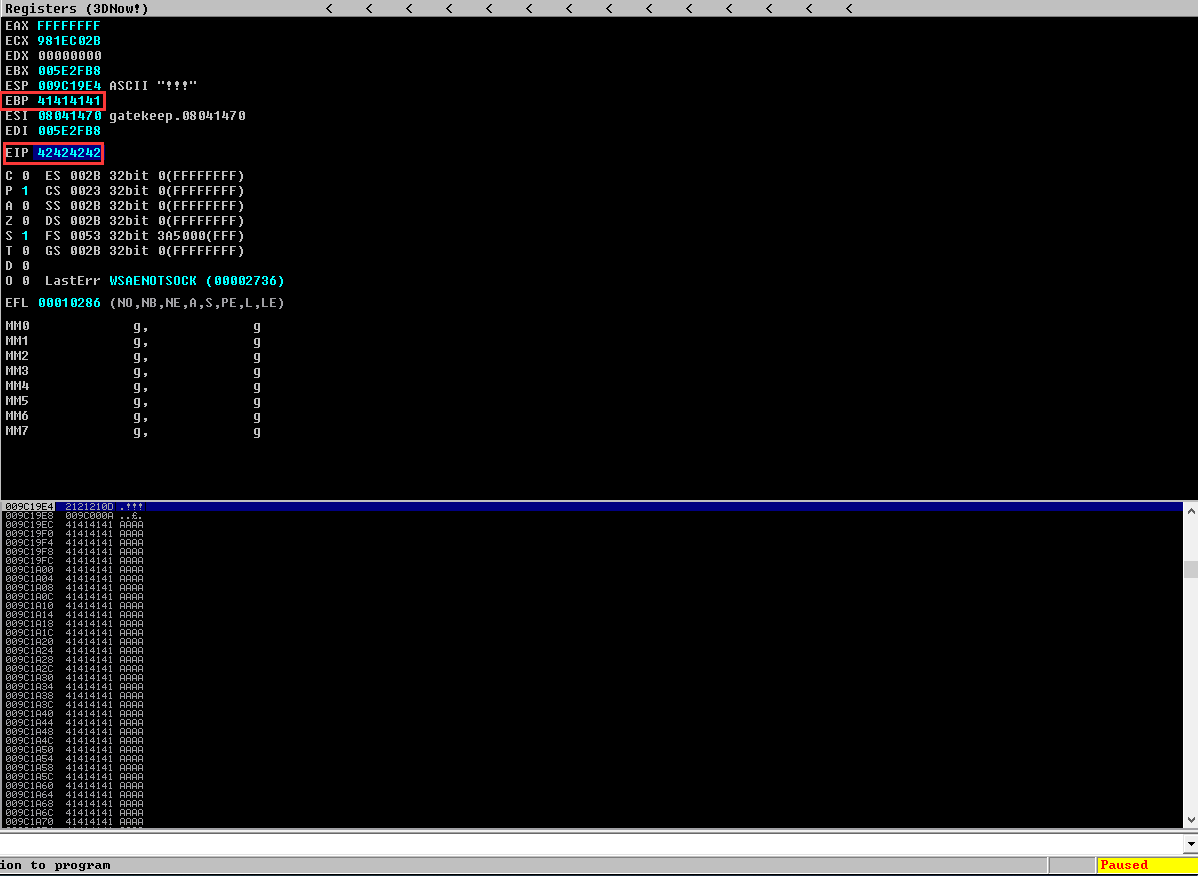 Registers (3DNow!) < < < < < < < < < < < < < <
EAX FFFFFFFF
ECX 981EC02B
EDX 00000000
EBX 005E2FB8
ESP 009C19E4 ASCII "!!!"
EBP 41414141
ESI 08041470 gatekeep.08041470
EDI 005E2FB8
EIP 42424242
C 0 ES 002B 32bit 0(FFFFFFFF)
P 1 CS 0023 32bit 0(FFFFFFFF)
A 0 SS 002B 32bit 0(FFFFFFFF)
Z 0 DS 002B 32bit 0(FFFFFFFF)
S 1 FS 0053 32bit 3A5000(FFF)
T 0 GS 002B 32bit 0(FFFFFFFF)
D 0
O 0 LastErr WSAENOTSOCK (00002736)
EFL 00010286 (NO,NB,NE,A,S,PE,L,LE)
MM0 g, g
MM1 g, g
MM2 g, g
MM3 g, g
MM4 g, g
MM5 g, g
MM6 g, g
MM7 g, g
009C19E4 2121210D .!!!
009C19E8 009C000A ..£.
009C19EC 41414141 AAAA
009C19F0 41414141 AAAA
009C19F4 41414141 AAAA
009C19F8 41414141 AAAA
009C19FC 41414141 AAAA
009C1A00 41414141 AAAA
009C1A04 41414141 AAAA
009C1A08 41414141 AAAA
009C1A0C 41414141 AAAA
009C1A10 41414141 AAAA
009C1A14 41414141 AAAA
009C1A18 41414141 AAAA
009C1A1C 41414141 AAAA
009C1A20 41414141 AAAA
009C1A24 41414141 AAAA
009C1A28 41414141 AAAA
009C1A2C 41414141 AAAA
009C1A30 41414141 AAAA
009C1A34 41414141 AAAA
009C1A38 41414141 AAAA
009C1A3C 41414141 AAAA
009C1A40 41414141 AAAA
009C1A44 41414141 AAAA
009C1A48 41414141 AAAA
009C1A4C 41414141 AAAA
009C1A50 41414141 AAAA
009C1A54 41414141 AAAA
009C1A58 41414141 AAAA
009C1A5C 41414141 AAAA
009C1A60 41414141 AAAA
009C1A64 41414141 AAAA
009C1A68 41414141 AAAA
009C1A6C 41414141 AAAA
009C1A70 41414141 AAAA
ion to program Paused